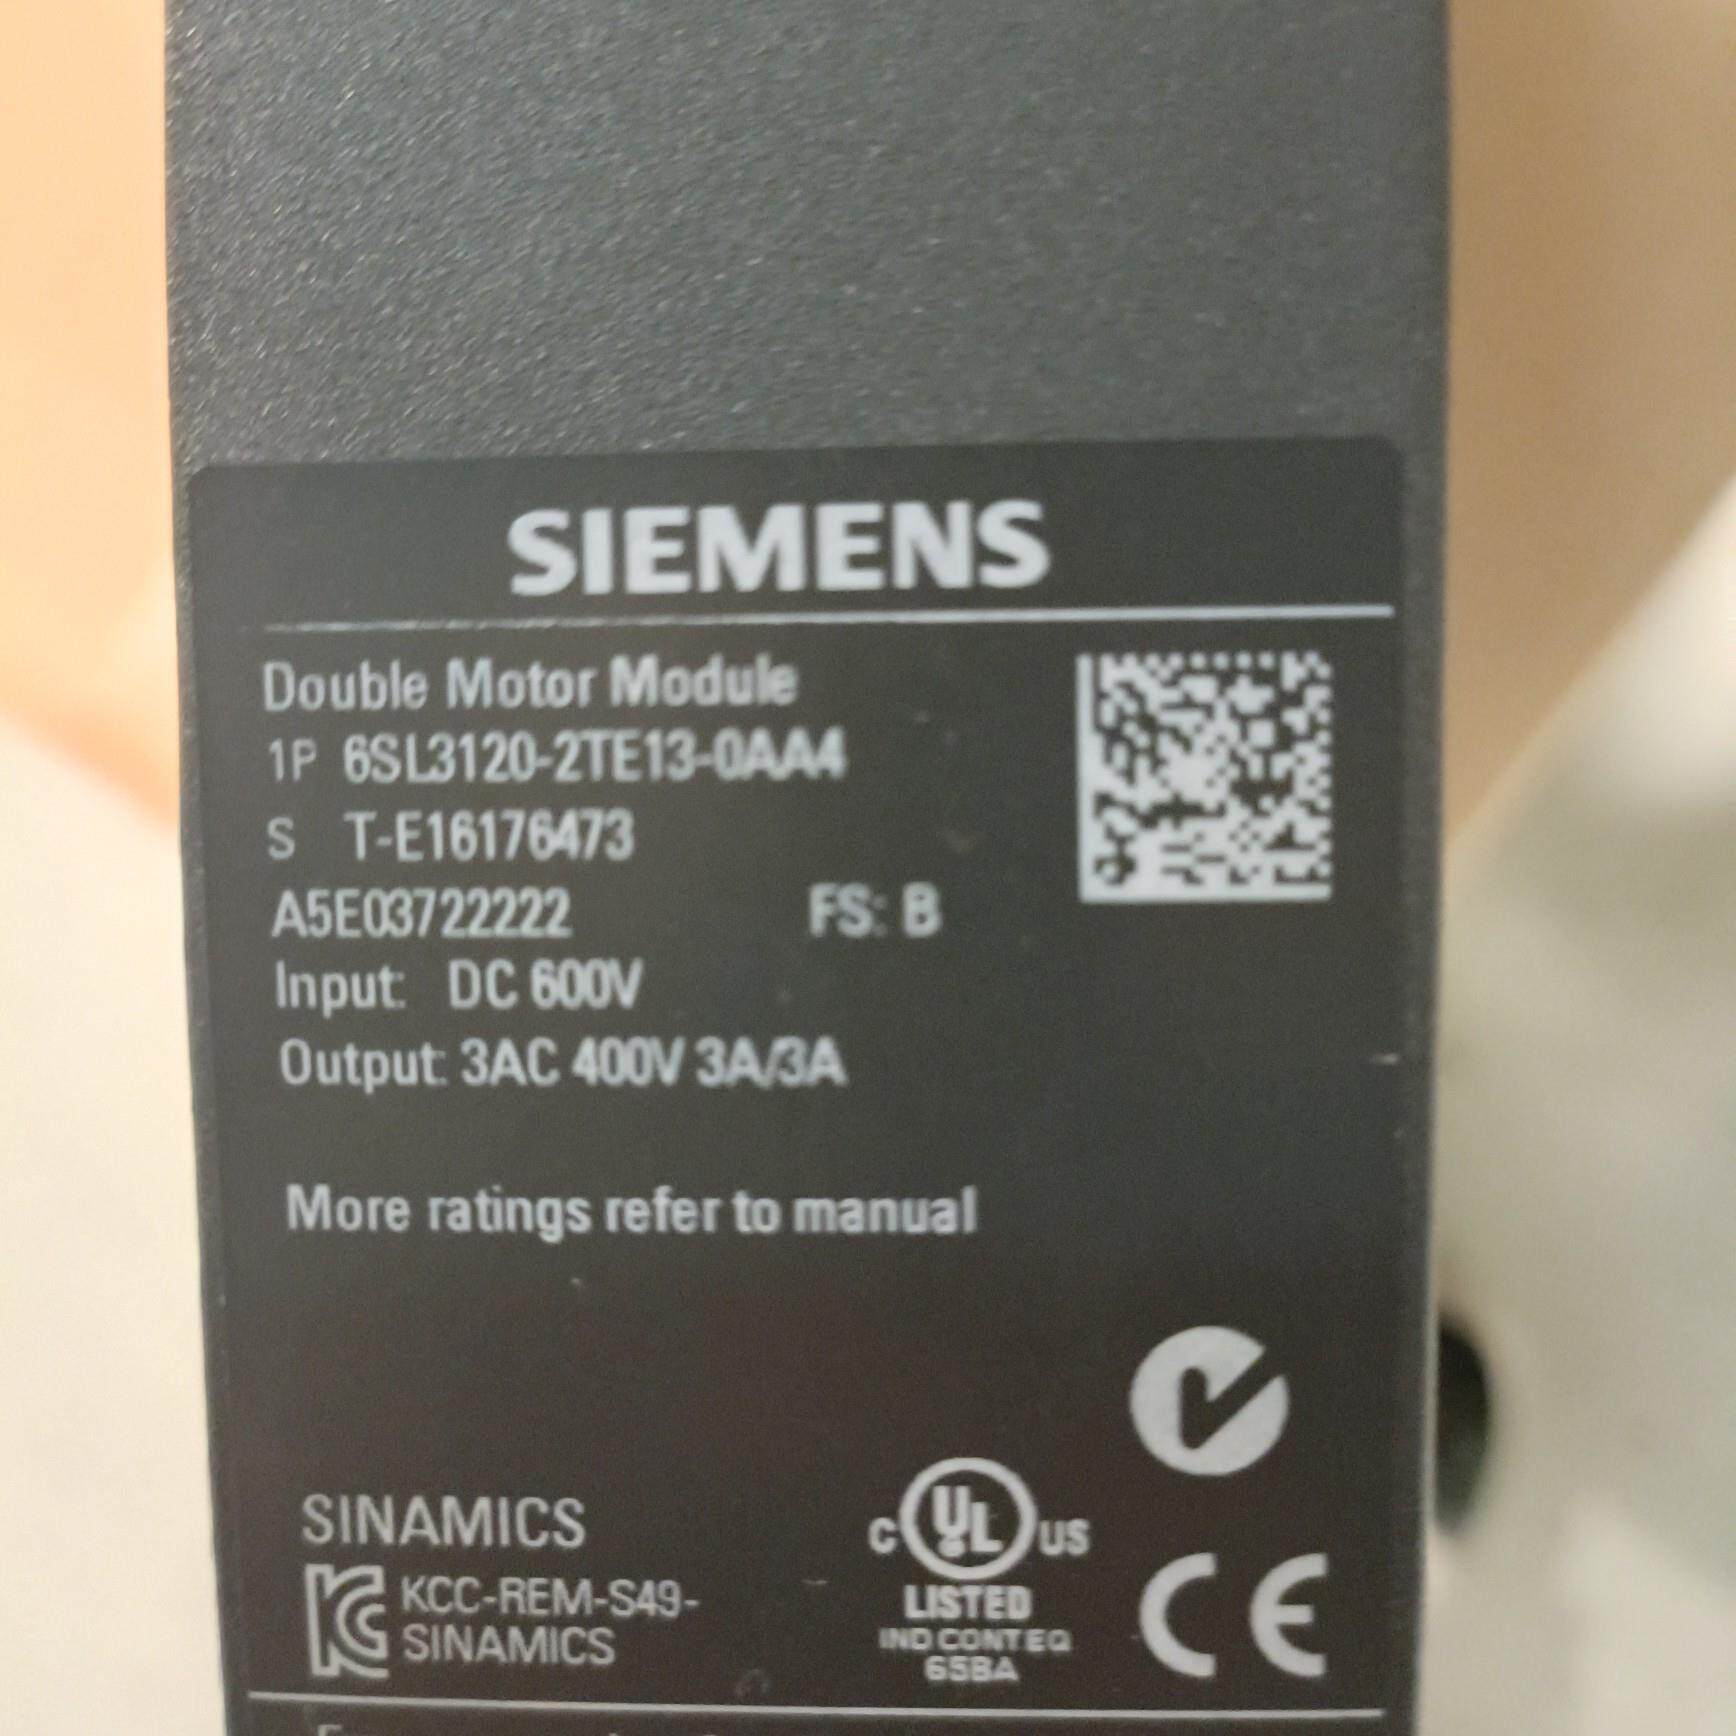 SIEMENS
Double Motor Module
1P 6SL3120-2TE13-0AA4
S T-E16176473
A5E03722222 FS: B
Input: DC 600V
Output: 3AC 400V 3A/3A
More ratings refer to manual
SINAMICS
KCC-REM-S49-
SINAMICS
C UL US
LISTED
IND CONT EQ
65BA
CE